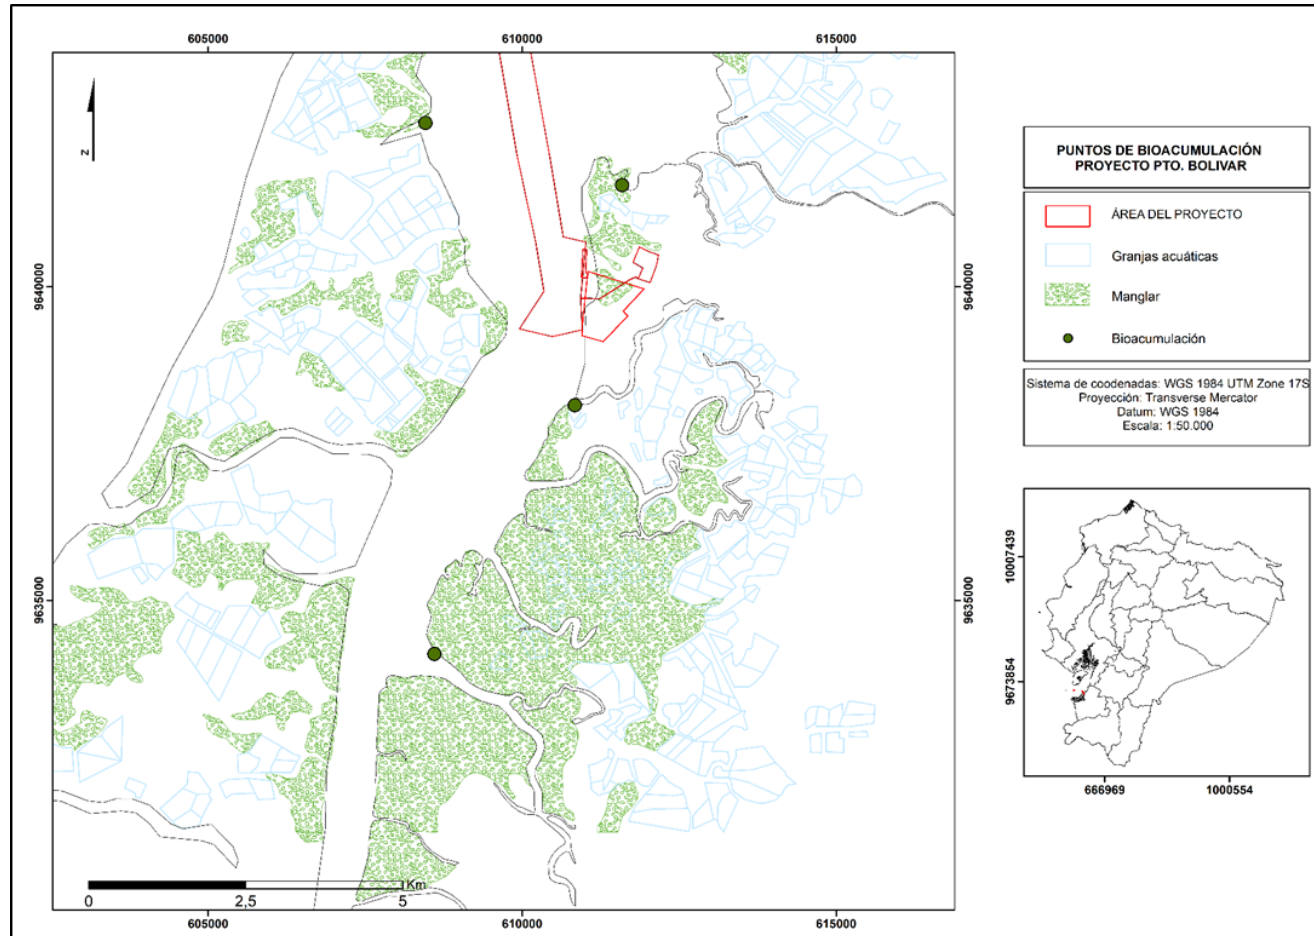 605000
610000
615000
N
9640000
9640000
9635000
9635000
Km
0
2,5
5
605000
610000
615000
PUNTOS DE BIOACUMULACIÓN
PROYECTO PTO. BOLIVAR
ÁREA DEL PROYECTO
Granjas acuáticas
Manglar
Bioacumulación
Sistema de coodenadas: WGS 1984 UTM Zone 17S
Proyección: Transverse Mercator
Datum: WGS 1984
Escala: 1:50.000
10007439
9673854
666969
1000554